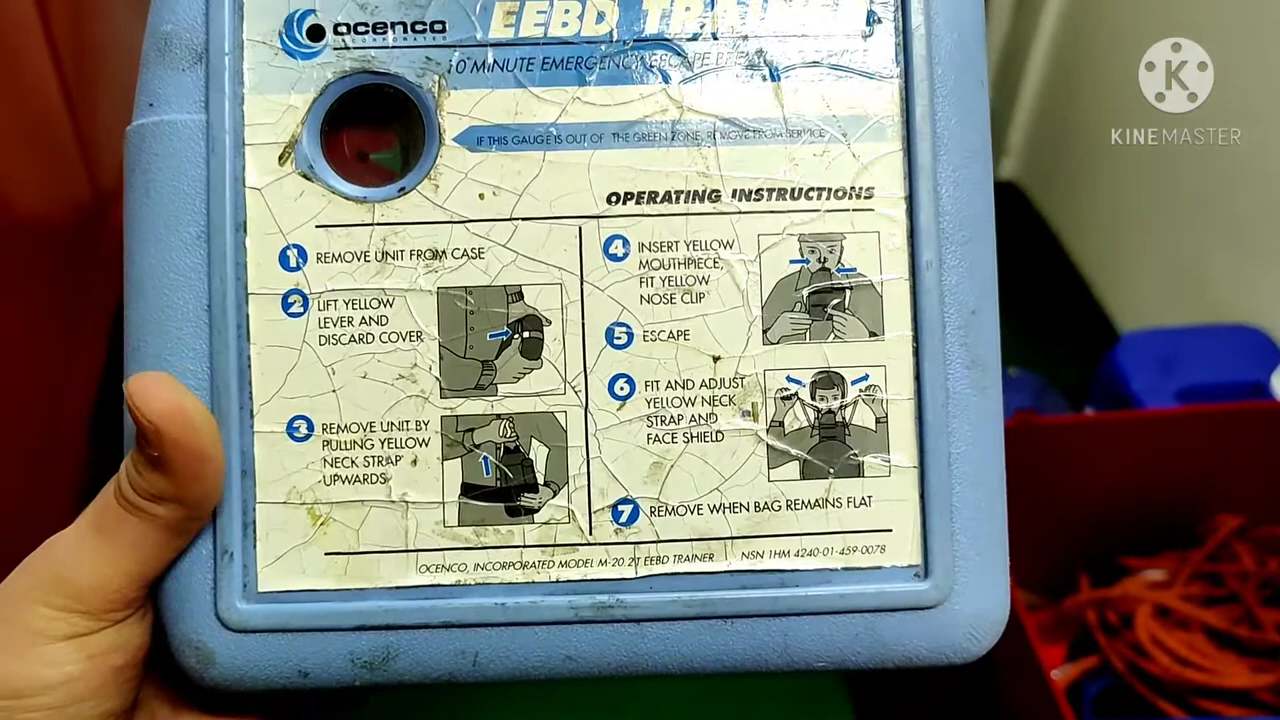 ocenco
INCORPORATED
EEBD TRAINER
10 MINUTE EMERGENCY ESCAPE BREATHING DEVICE
IF THIS GAUGE IS OUT OF THE GREEN ZONE, REMOVE FROM SERVICE
OPERATING INSTRUCTIONS
1 REMOVE UNIT FROM CASE
2 LIFT YELLOW
LEVER AND
DISCARD COVER
3 REMOVE UNIT BY
PULLING YELLOW
NECK STRAP
UPWARDS
4 INSERT YELLOW
MOUTHPIECE,
FIT YELLOW
NOSE CLIP
5 ESCAPE
6 FIT AND ADJUST
YELLOW NECK
STRAP AND
FACE SHIELD
7 REMOVE WHEN BAG REMAINS FLAT
OCENCO, INCORPORATED MODEL M-20.2T EEBD TRAINER NSN 1HM 4240-01-459-0078
K
KINEMASTER